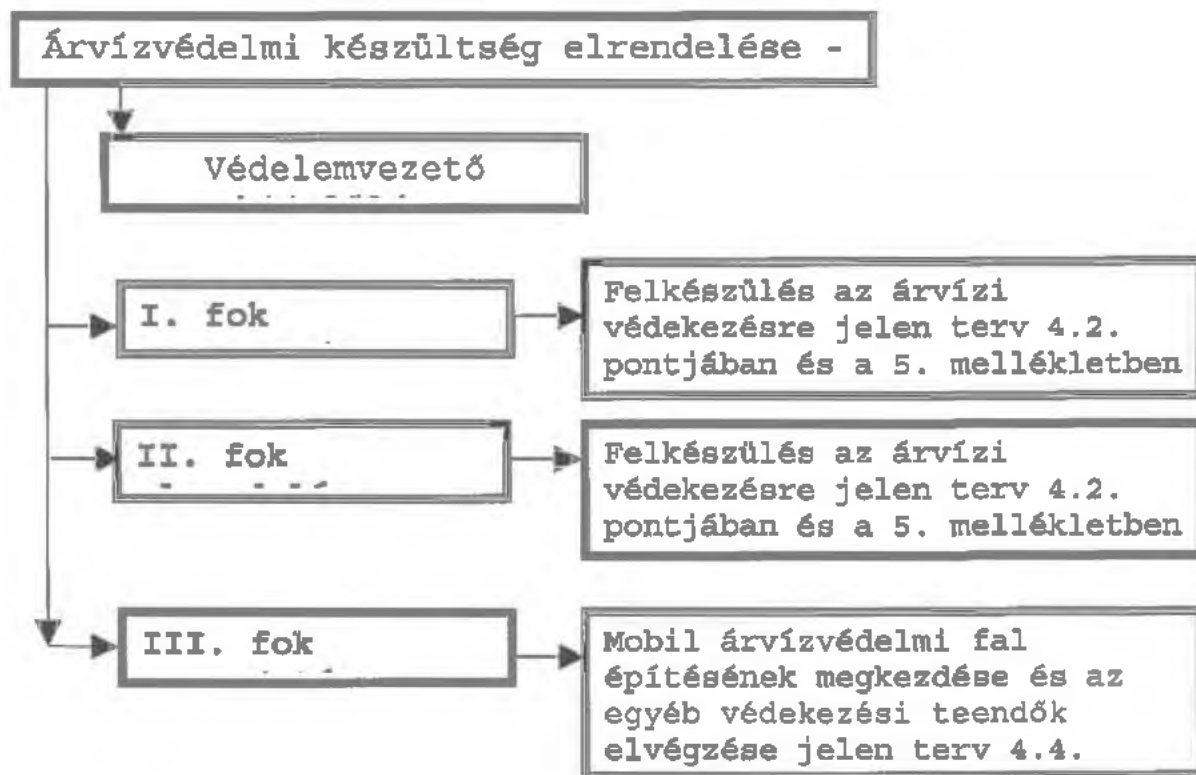 Árvízvédelmi készültség elrendelése -
Védelemvezető
I. fok
Felkészülés az árvízi
védekezésre jelen terv 4.2.
pontjában és a 5. mellékletben
II. fok
Felkészülés az árvízi
védekezésre jelen terv 4.2.
pontjában és a 5. mellékletben
III. fok
Mobil árvízvédelmi fal
építésének megkezdése és az
egyéb védekezési teendők
elvégzése jelen terv 4.4.